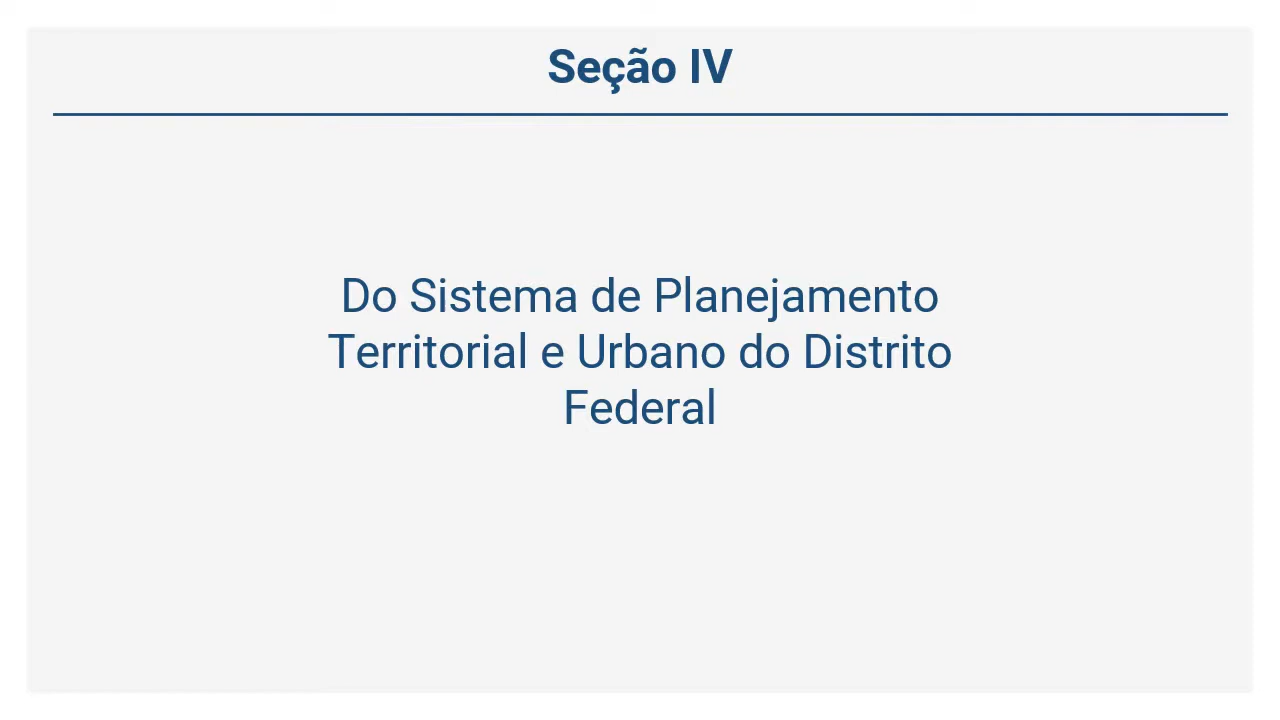 Seção IV
Do Sistema de Planejamento
Territorial e Urbano do Distrito
Federal